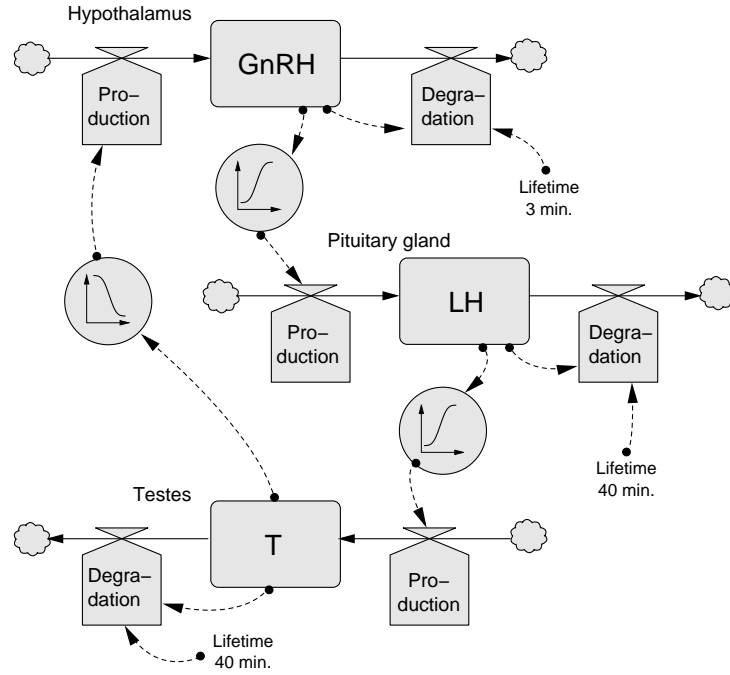 Hypothalamus
GnRH
Pro–
duction
Degra–
dation
Lifetime
3 min.
Pituitary gland
LH
Pro–
duction
Degra–
dation
Lifetime
40 min.
Testes
T
Degra–
dation
Pro–
duction
Lifetime
40 min.